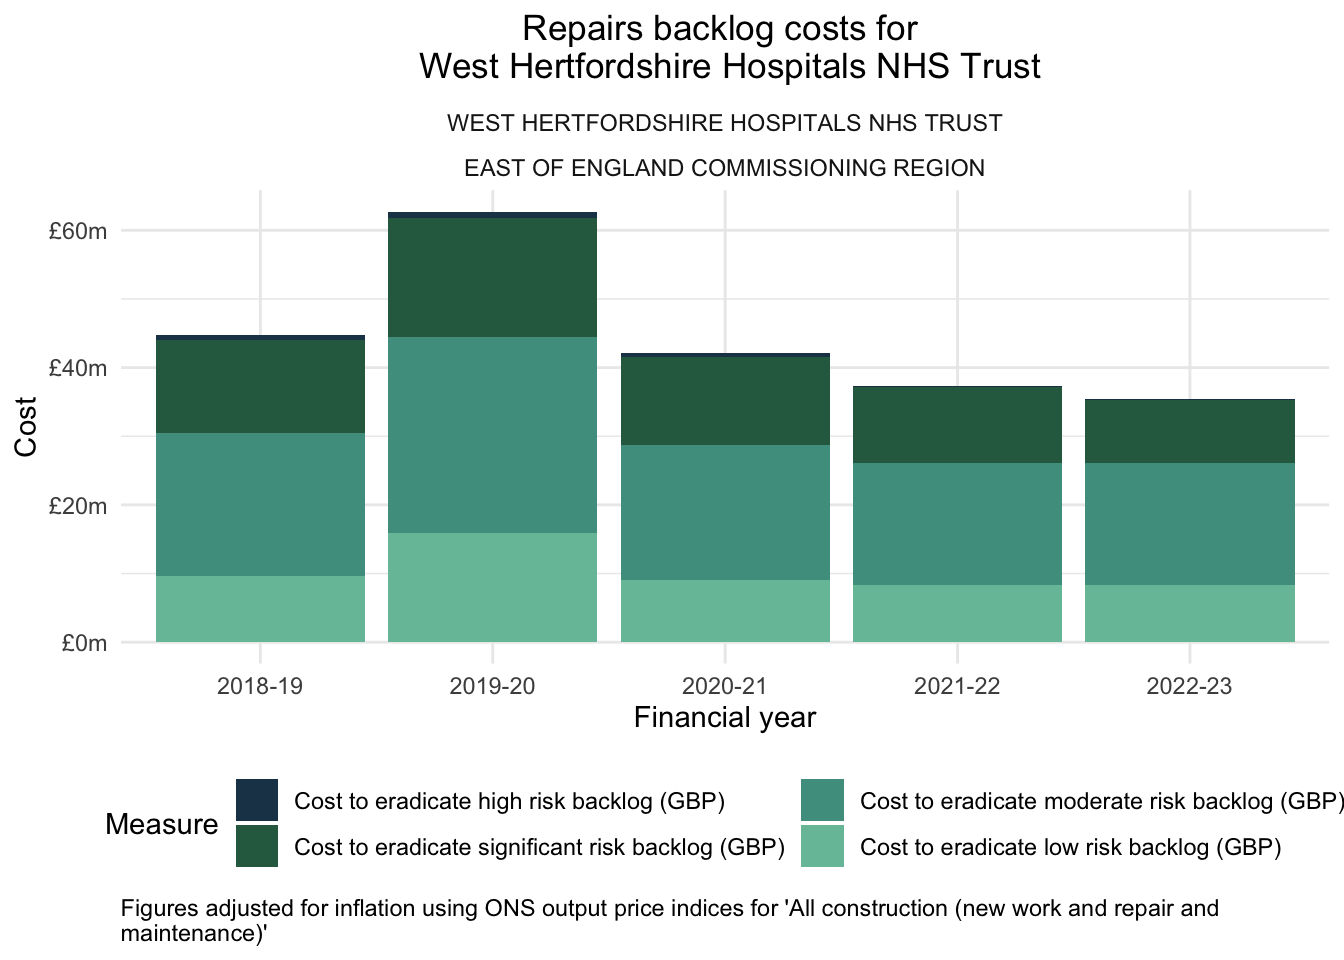 Repairs backlog costs for
West Hertfordshire Hospitals NHS Trust
WEST HERTFORDSHIRE HOSPITALS NHS TRUST
EAST OF ENGLAND COMMISSIONING REGION
£60m
£40m
£20m
£0m
Cost
2018-19
2019-20
2020-21
2021-22
2022-23
Financial year
Measure
Cost to eradicate high risk backlog (GBP)
Cost to eradicate significant risk backlog (GBP)
Cost to eradicate moderate risk backlog (GBP)
Cost to eradicate low risk backlog (GBP)
Figures adjusted for inflation using ONS output price indices for 'All construction (new work and repair and
maintenance)'